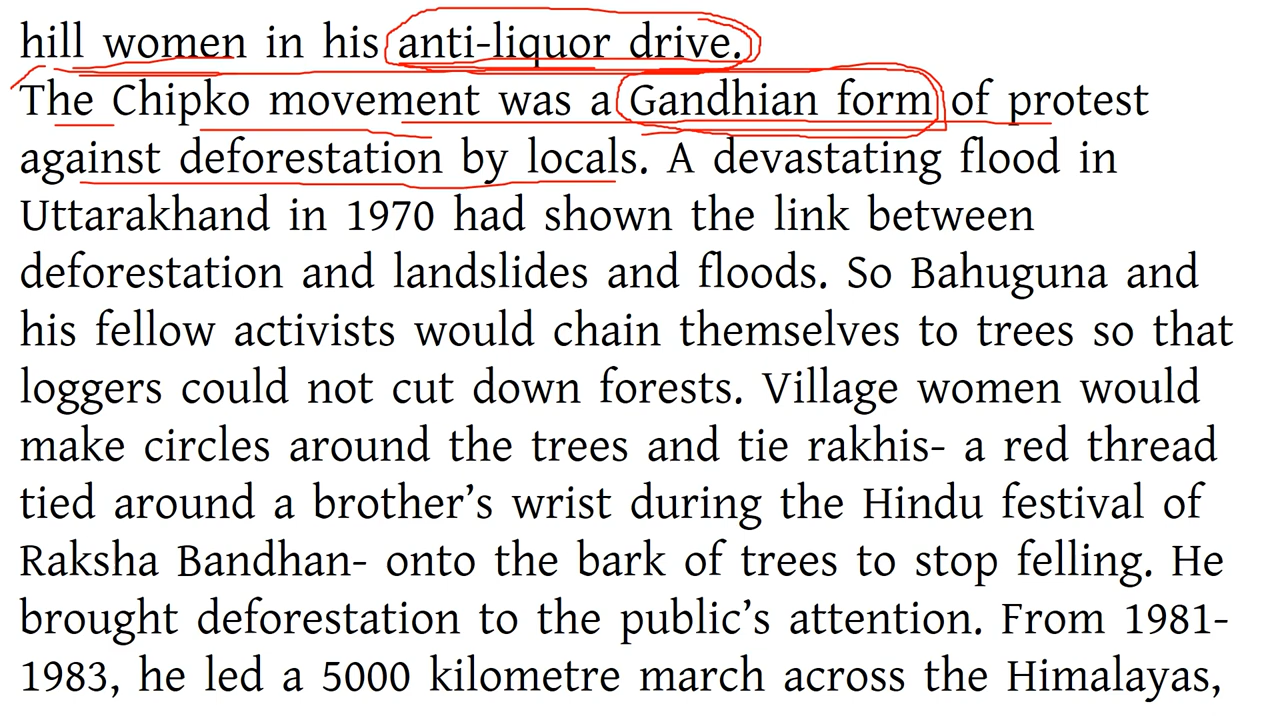 hill women in his anti-liquor drive.
The Chipko movement was a Gandhian form of protest
against deforestation by locals. A devastating flood in
Uttarakhand in 1970 had shown the link between
deforestation and landslides and floods. So Bahuguna and
his fellow activists would chain themselves to trees so that
loggers could not cut down forests. Village women would
make circles around the trees and tie rakhis- a red thread
tied around a brother’s wrist during the Hindu festival of
Raksha Bandhan- onto the bark of trees to stop felling. He
brought deforestation to the public’s attention. From 1981-
1983, he led a 5000 kilometre march across the Himalayas,